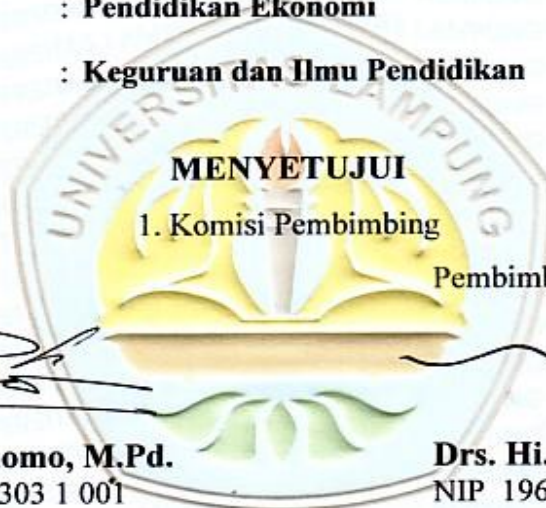 : Pendidikan Ekonomi
: Keguruan dan Ilmu Pendidikan
UNIVERSITAS LAMPUNG
MENYETUJUI
1. Komisi Pembimbing
Pembimb
omo, M.Pd.
Drs. Hi.
303 1 001
NIP 196